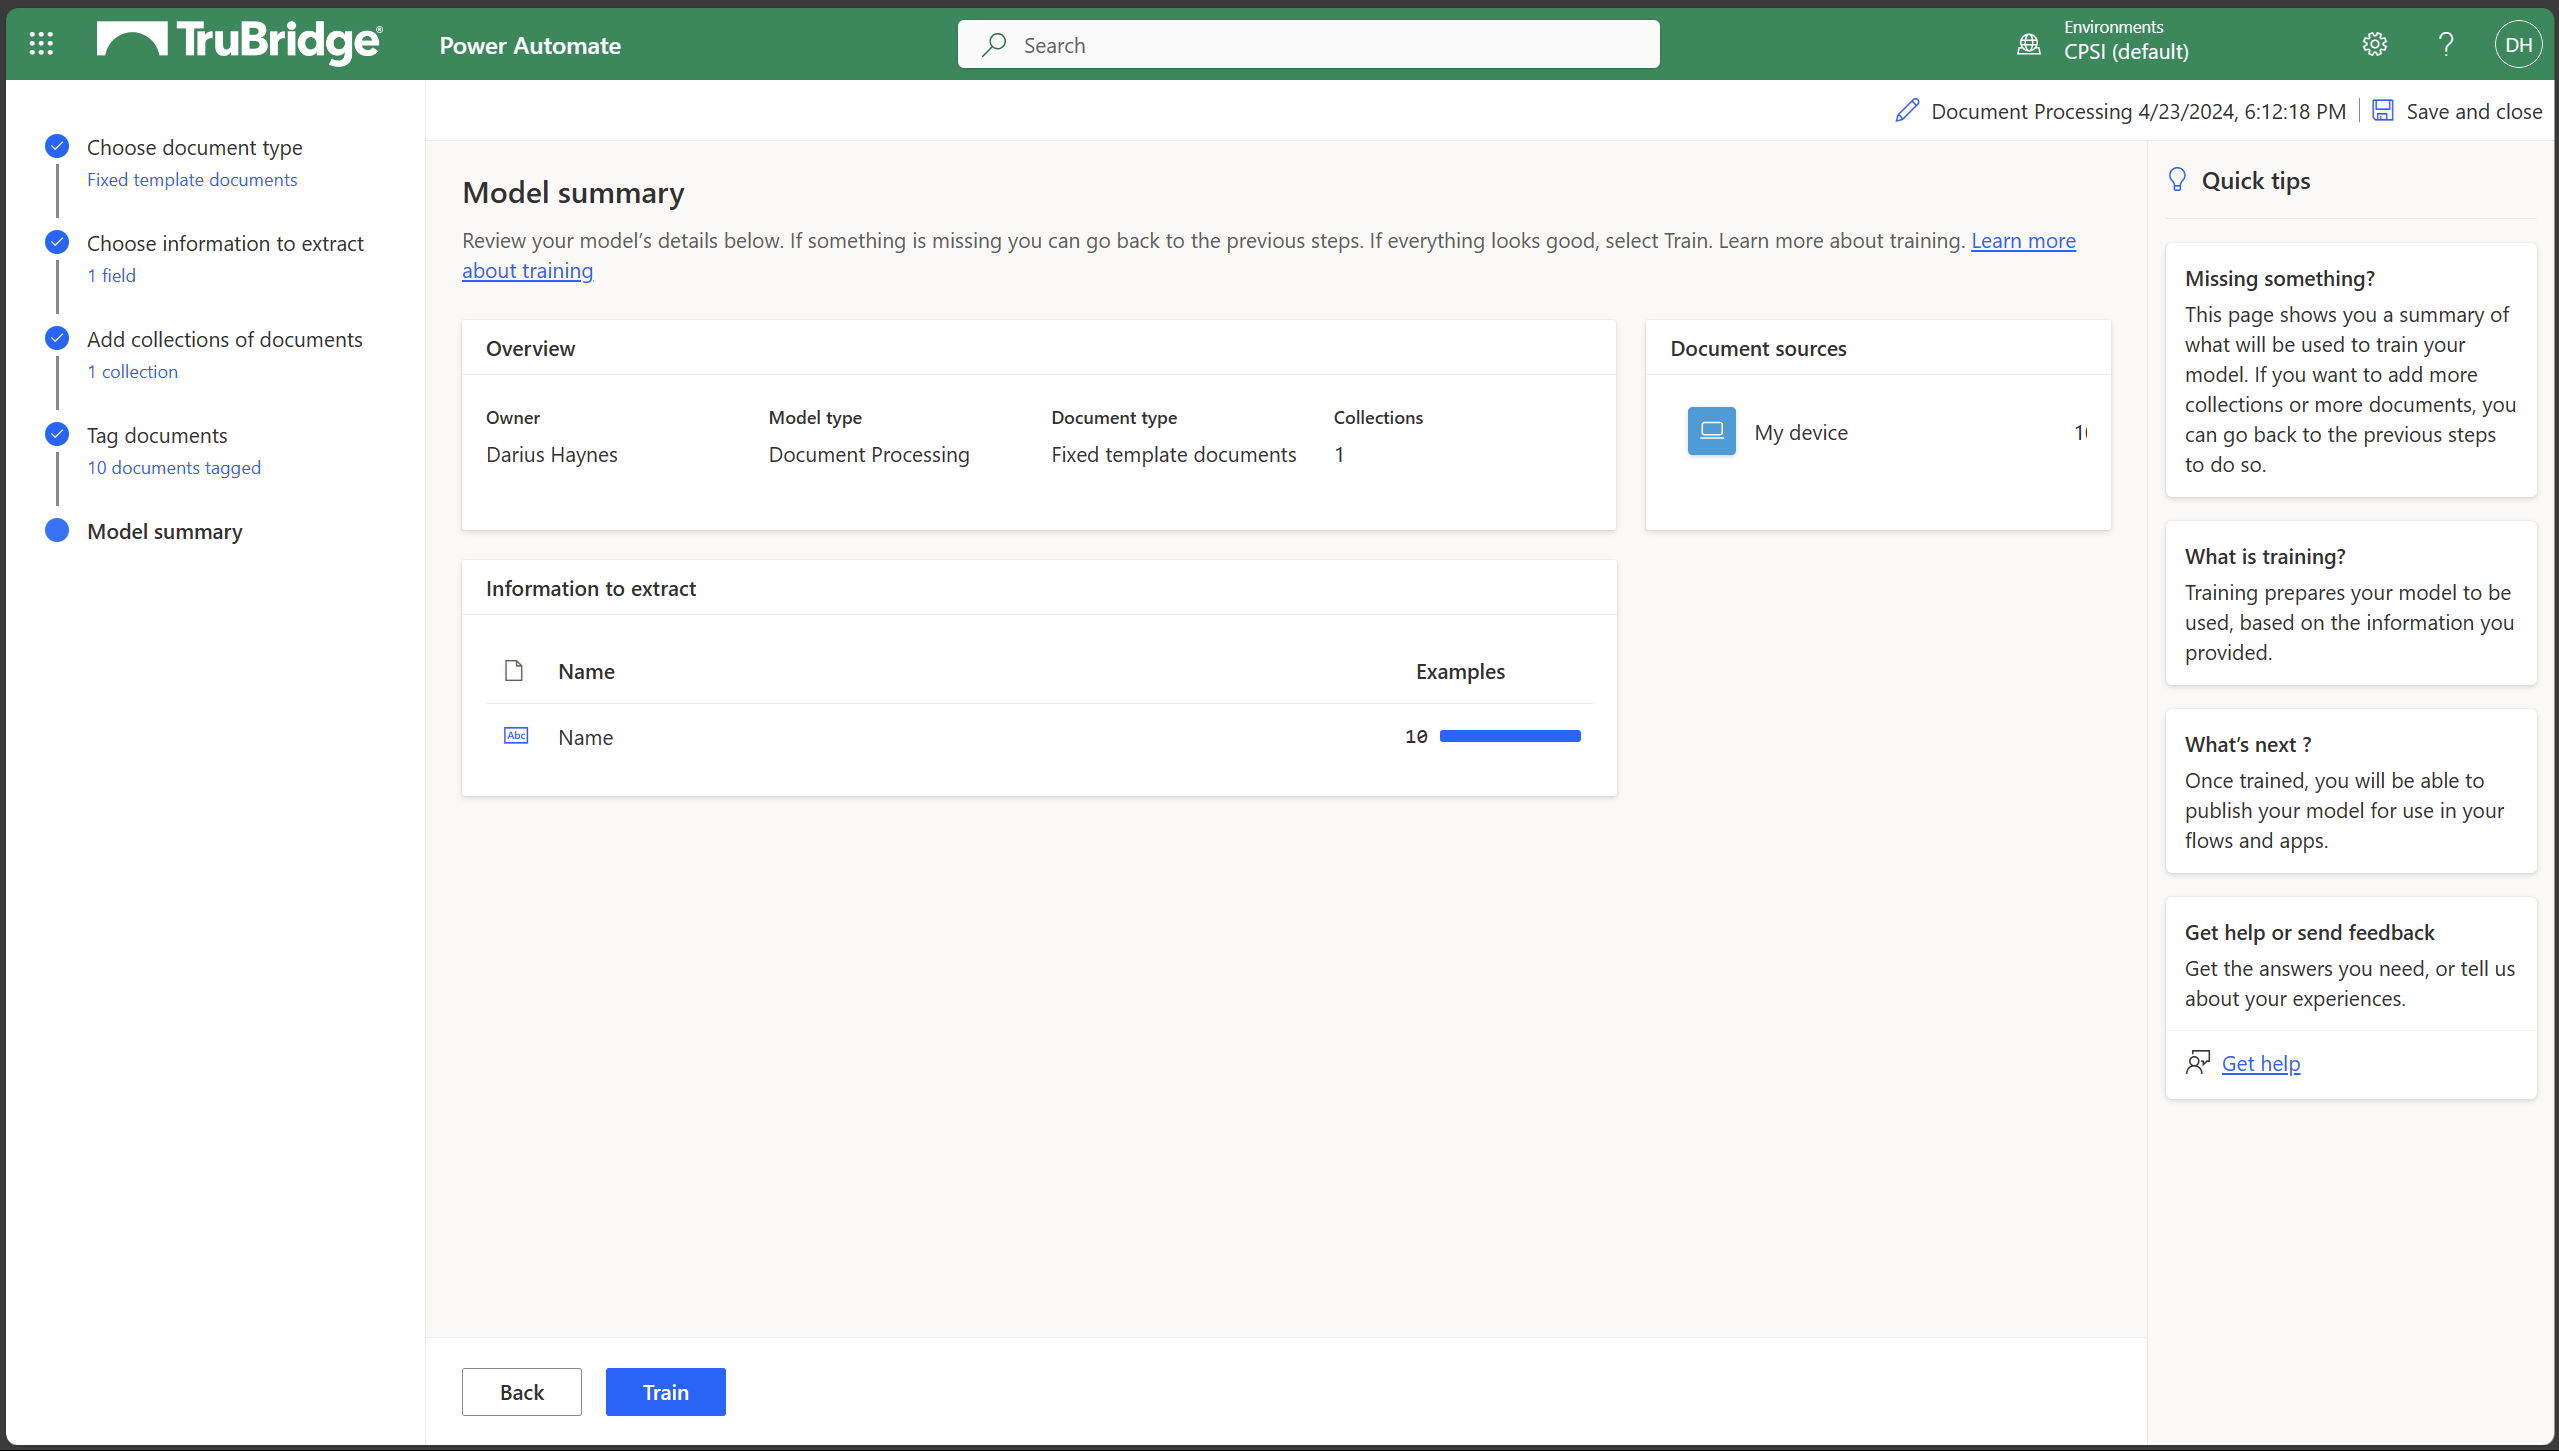 TruBridge®
Power Automate
Search
Environments
CPSI (default)
DH
Document Processing 4/23/2024, 6:12:18 PM
Save and close
Choose document type
Fixed template documents
Choose information to extract
1 field
Add collections of documents
1 collection
Tag documents
10 documents tagged
Model summary
Model summary
Review your model's details below. If something is missing you can go back to the previous steps. If everything looks good, select Train. Learn more about training. Learn more
about training
Overview
Owner
Darius Haynes
Model type
Document Processing
Document type
Fixed template documents
Collections
1
Document sources
My device
Information to extract
Name
Examples
Abc
Name
10
Back
Train
Quick tips
Missing something?
This page shows you a summary of
what will be used to train your
model. If you want to add more
collections or more documents, you
can go back to the previous steps
to do so.
What is training?
Training prepares your model to be
used, based on the information you
provided.
What's next ?
Once trained, you will be able to
publish your model for use in your
flows and apps.
Get help or send feedback
Get the answers you need, or tell us
about your experiences.
Get help